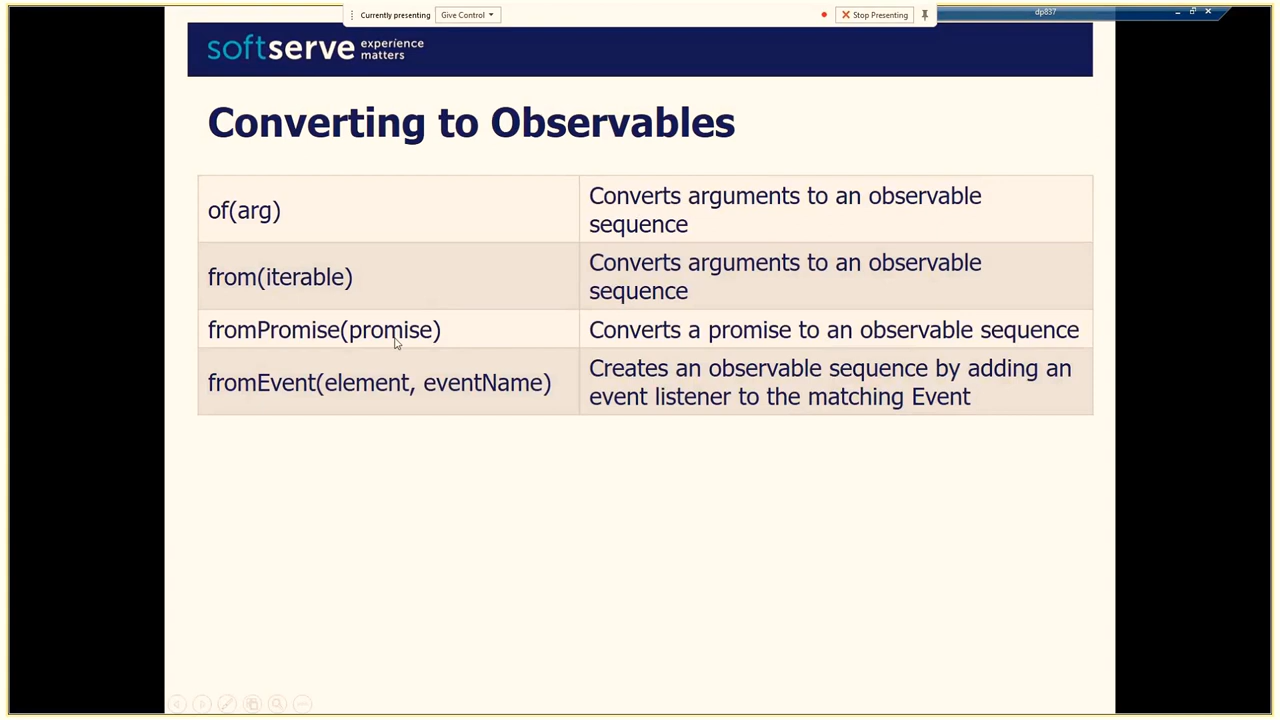 Currently presenting
Give Control
Stop Presenting
dp837
softserve experience
matters
Converting to Observables
of(arg)
Converts arguments to an observable
sequence
from(iterable)
Converts arguments to an observable
sequence
fromPromise(promise)
Converts a promise to an observable sequence
fromEvent(element, eventName)
Creates an observable sequence by adding an
event listener to the matching Event